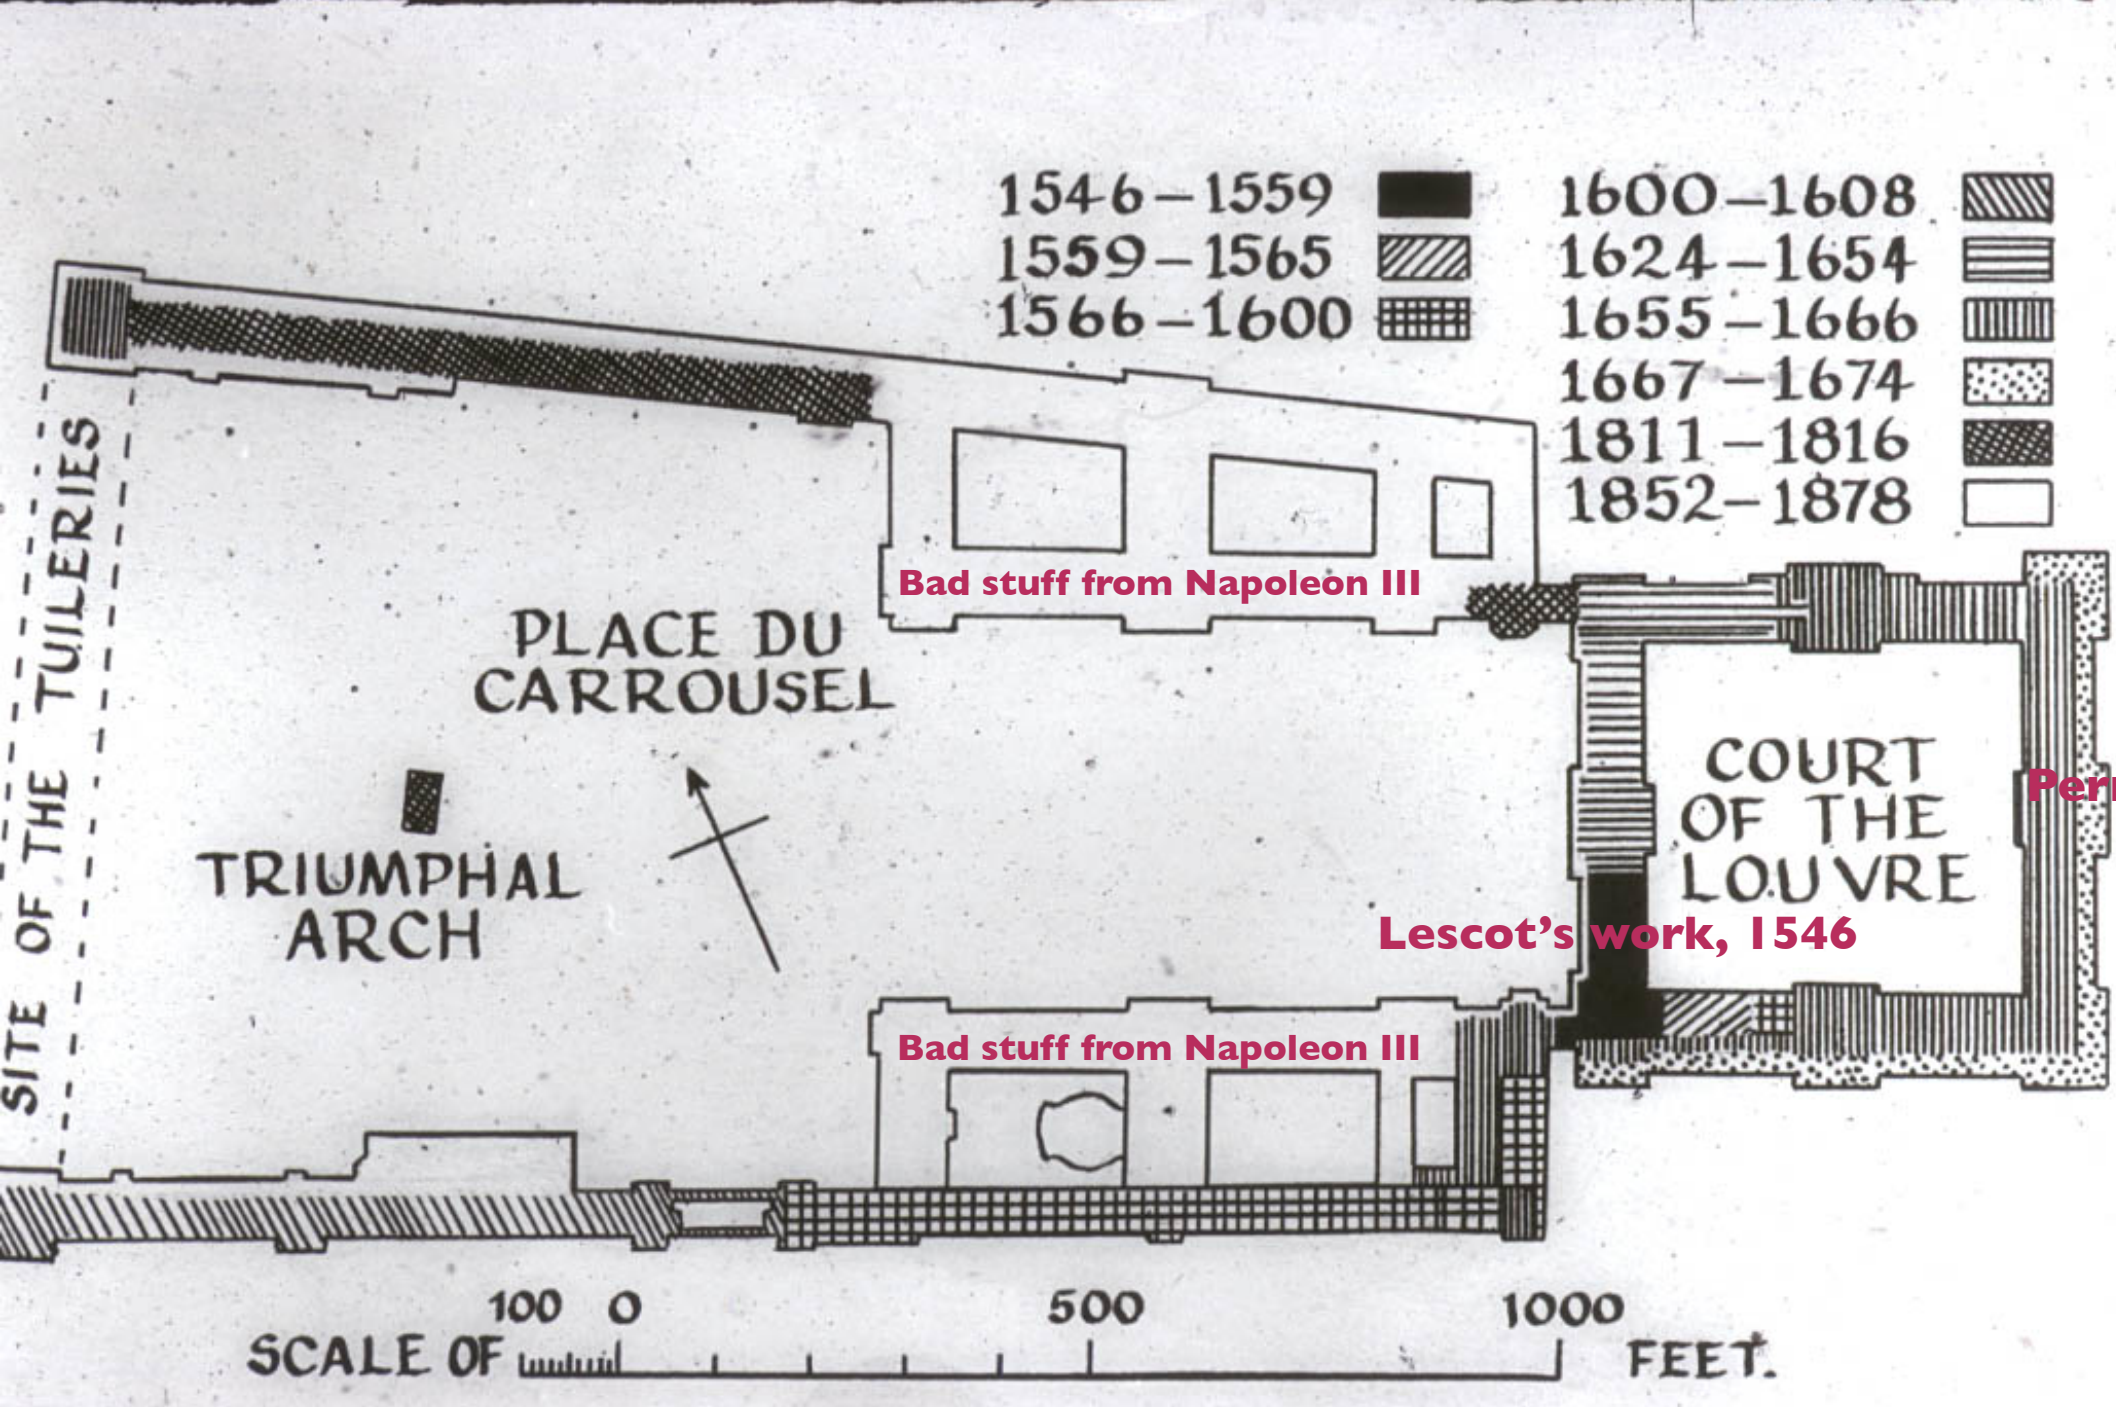 1546–1559
1559–1565
1566–1600
1600–1608
1624–1654
1655–1666
1667–1674
1811–1816
1852–1878
SITE OF THE TUILERIES
Bad stuff from Napoleon III
PLACE DU
CARROUSEL
TRIUMPHAL
ARCH
COURT
OF THE
LOUVRE
Lescot’s work, 1546
Bad stuff from Napoleon III
100 0 500 1000
SCALE OF FEET.